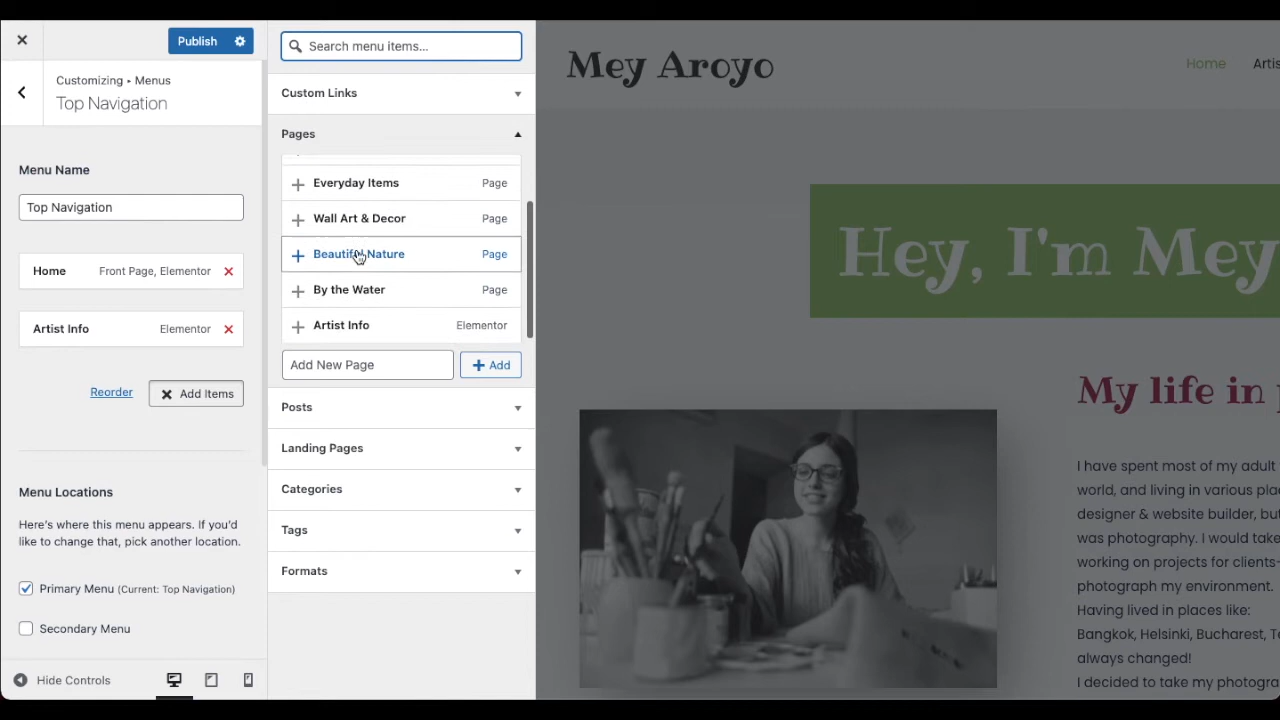 Publish
Customizing • Menus
Top Navigation
Menu Name
Top Navigation
Home Front Page, Elementor
Artist Info Elementor
Reorder
Add Items
Menu Locations
Here's where this menu appears. If you'd
like to change that, pick another location.
Primary Menu (Current: Top Navigation)
Secondary Menu
Hide Controls
Search menu items...
Custom Links
Pages
Everyday Items Page
Wall Art & Decor Page
Beautiful Nature Page
By the Water Page
Artist Info Elementor
Add New Page
Add
Posts
Landing Pages
Categories
Tags
Formats
Mey Aroyo
Home
Hey, I'm Mey
My life in
I have spent most of my adult
world, and living in various
designer & website builder,
was photography. I would take
working on projects for clients-
photograph my environment.
Having lived in places like:
Bangkok, Helsinki, Bucharest,
always changed!
I decided to take my